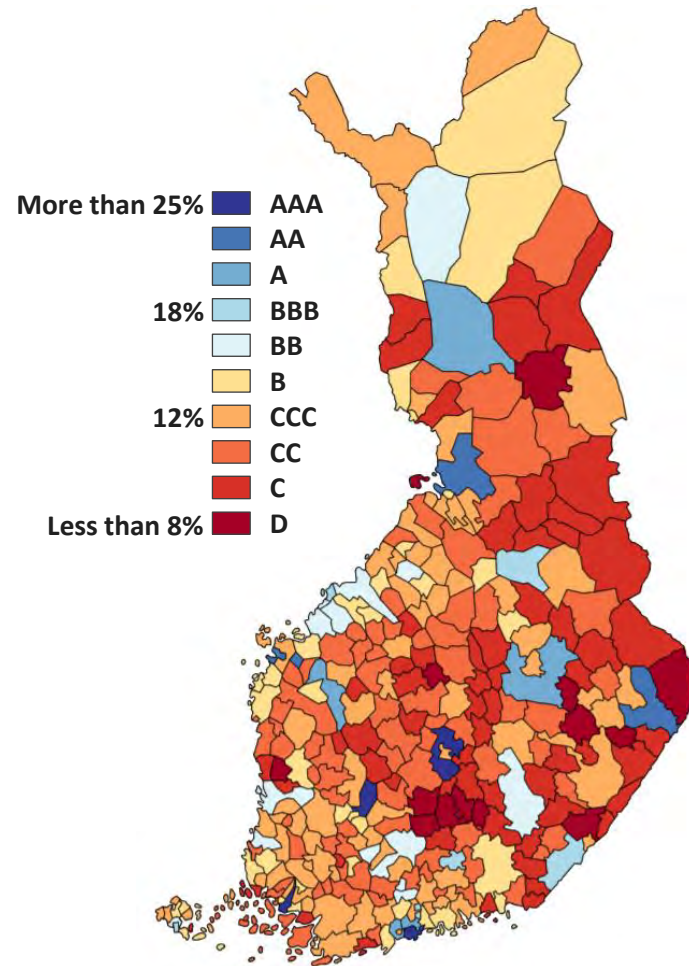 More than 25% AAA
AA
A
18% BBB
BB
B
12% CCC
CC
C
Less than 8% D